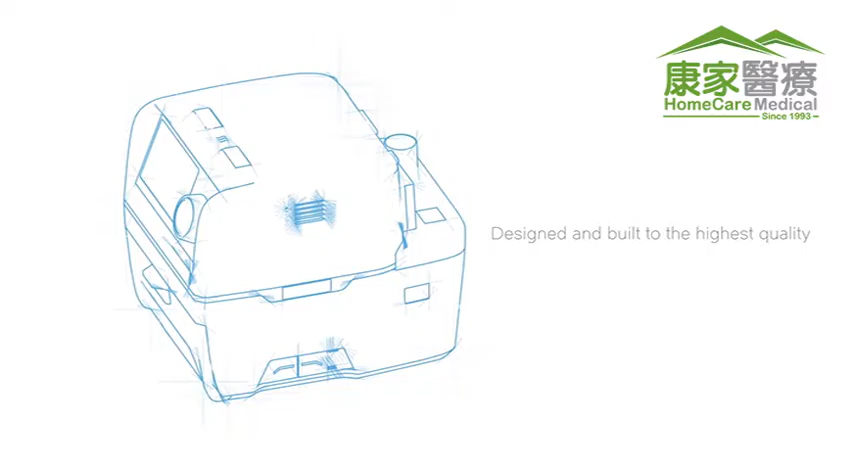 康家醫療
HomeCare Medical
Since 1993
Designed and built to the highest quality